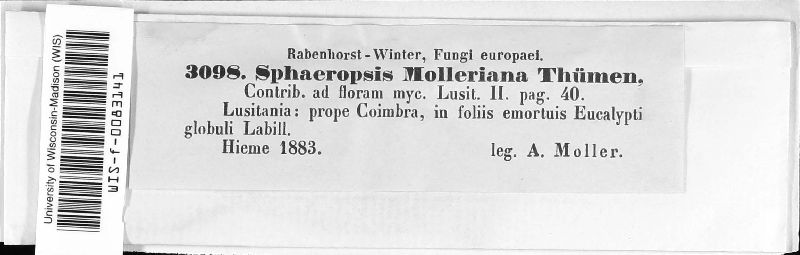 Rabenhorst-Winter, Fungi europaei.
3098. Sphaeropsis Molleriana Thümen,
Contrib. ad floram myc. Lusit. II. pag. 40.
Lusitania: prope Coimbra, in foliis emortuis Eucalypti
globuli Labill.
Hieme 1883. leg. A. Moller.
University of Wisconsin-Madison (WIS)
WIS-f-0083141